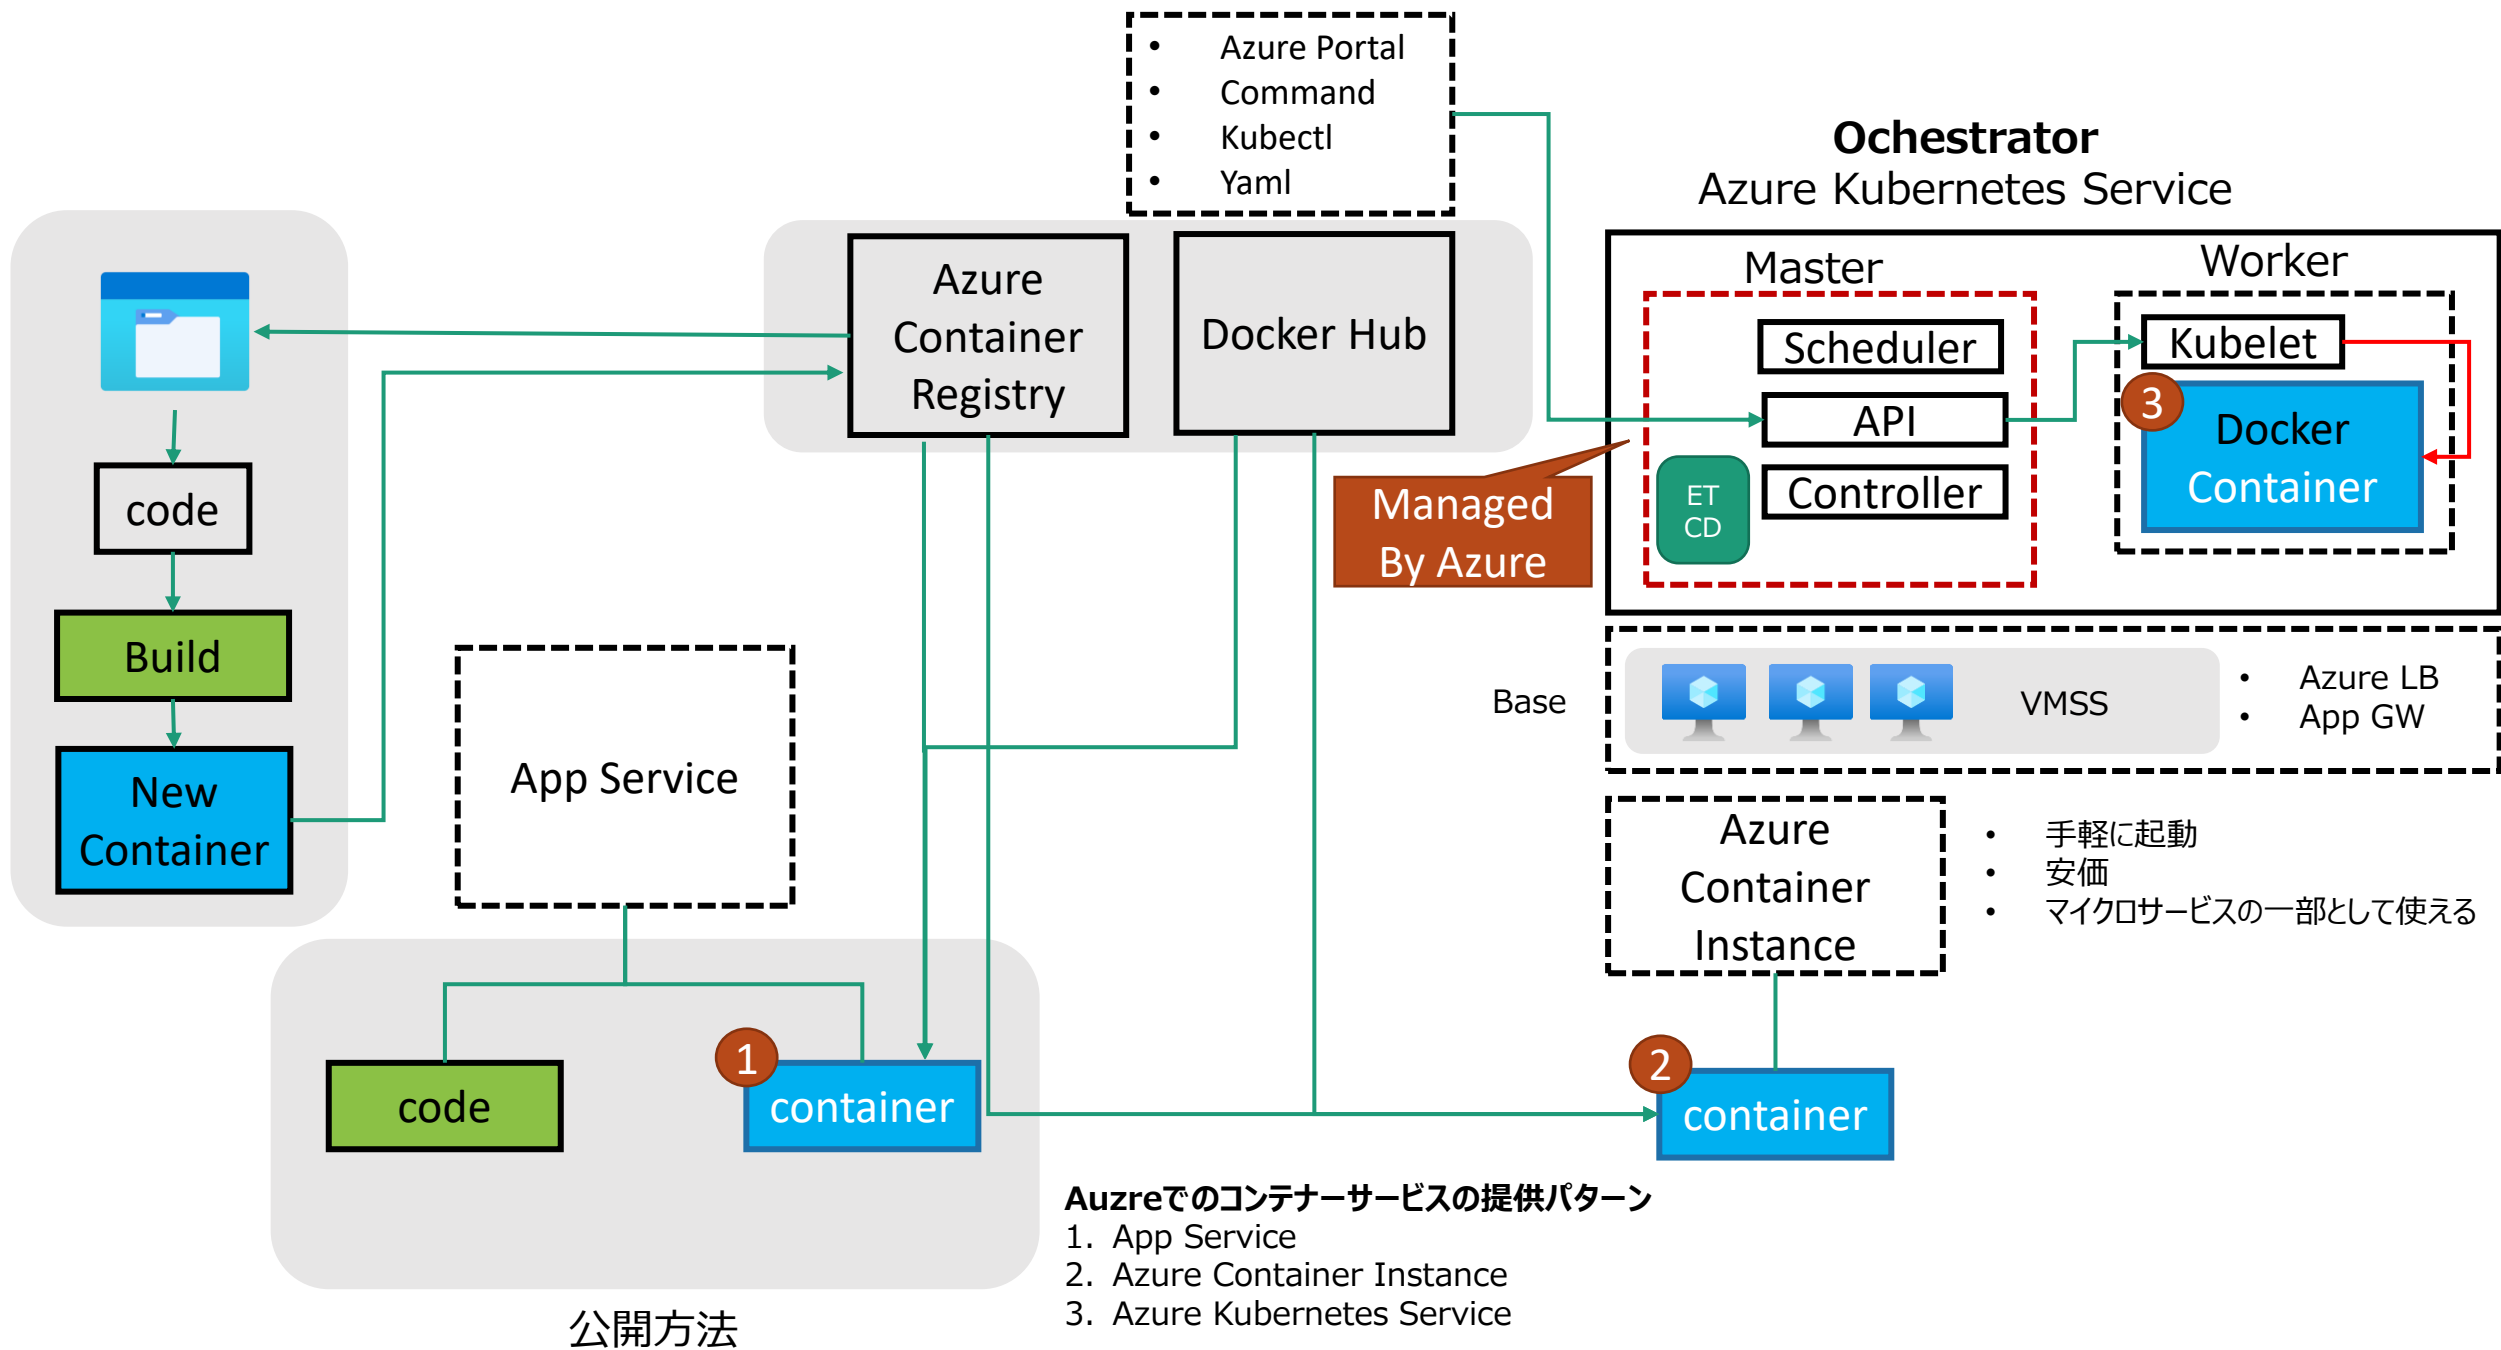 • Azure Portal
• Command
• Kubectl
• Yaml
Ochestrator
Azure Kubernetes Service
Azure
Container
Registry
Docker Hub
Master
Worker
Scheduler
API
Controller
ET
CD
Kubelet
3
Docker
Container
Managed
By Azure
code
Build
New
Container
App Service
Base
VMSS
• Azure LB
• App GW
Azure
Container
Instance
• 手軽に起動
• 安価
• マイクロサービスの一部として使える
code
1
container
2
container
Auzreでのコンテナーサービスの提供パターン
1. App Service
2. Azure Container Instance
3. Azure Kubernetes Service
公開方法